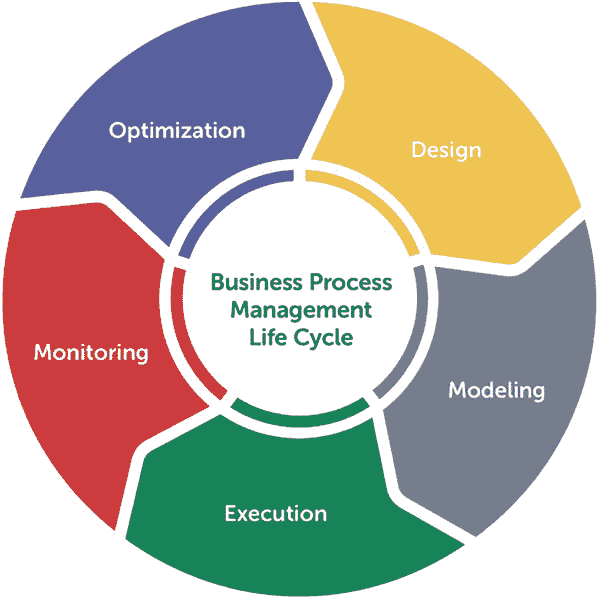 Optimization
Design
Business Process
Management
Life Cycle
Monitoring
Modeling
Execution